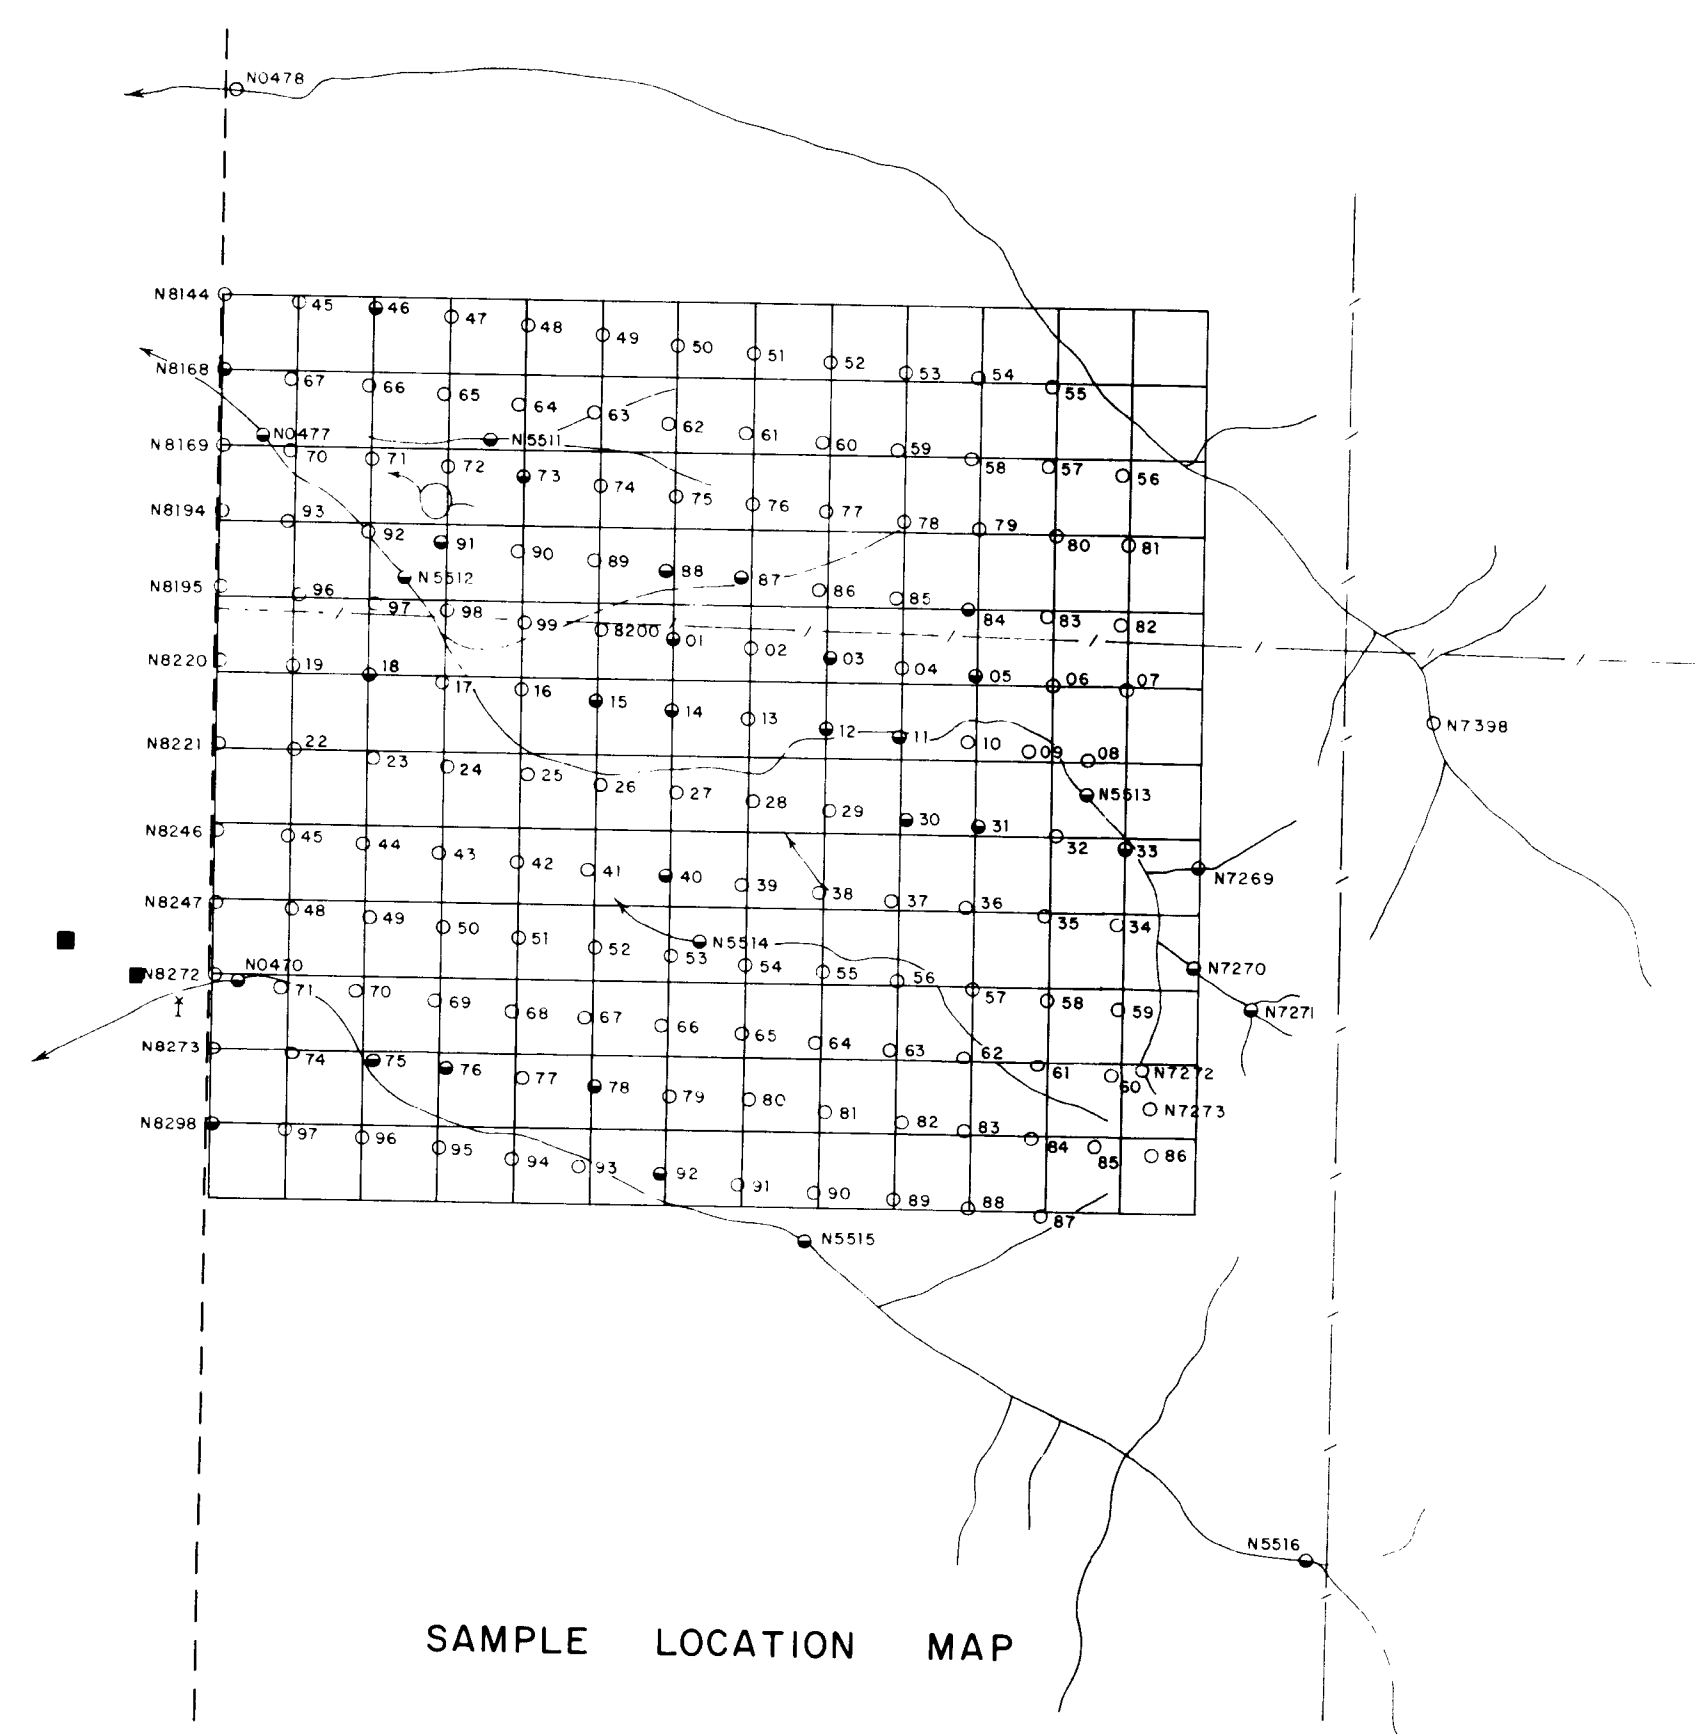 N0478
N8144 45 46 47 48 49 50 51 52 53 54 55
N8168 67 66 65 64 63 62 61 60 59 58 57 56
N0477 N5511
N8169 70 71 72 73 74 75 76 77 78 79 80 81
N8194 93 92 91 90 89 88 87 86 85 84 83 82
N5512
N8195 96 97 98 99 8200 01 02 03 04 05 06 07
N8220 19 18 17 16 15 14 13 12 11 10 09 08
N7398
N8221 22 23 24 25 26 27 28 29 30 31 32 33
N5513
N8246 45 44 43 42 41 40 39 38 37 36 35 34
N7269
N8247 48 49 50 51 52 53 54 55 56 57 58 59
N5514
N7270
N0470
N8272 71 70 69 68 67 66 65 64 63 62 61 60
N7271
N8273 74 75 76 77 78 79 80 81 82 83 84 85 86
N7272
N7273
N8298 97 96 95 94 93 92 91 90 89 88 87
N5515
N5516
SAMPLE LOCATION MAP